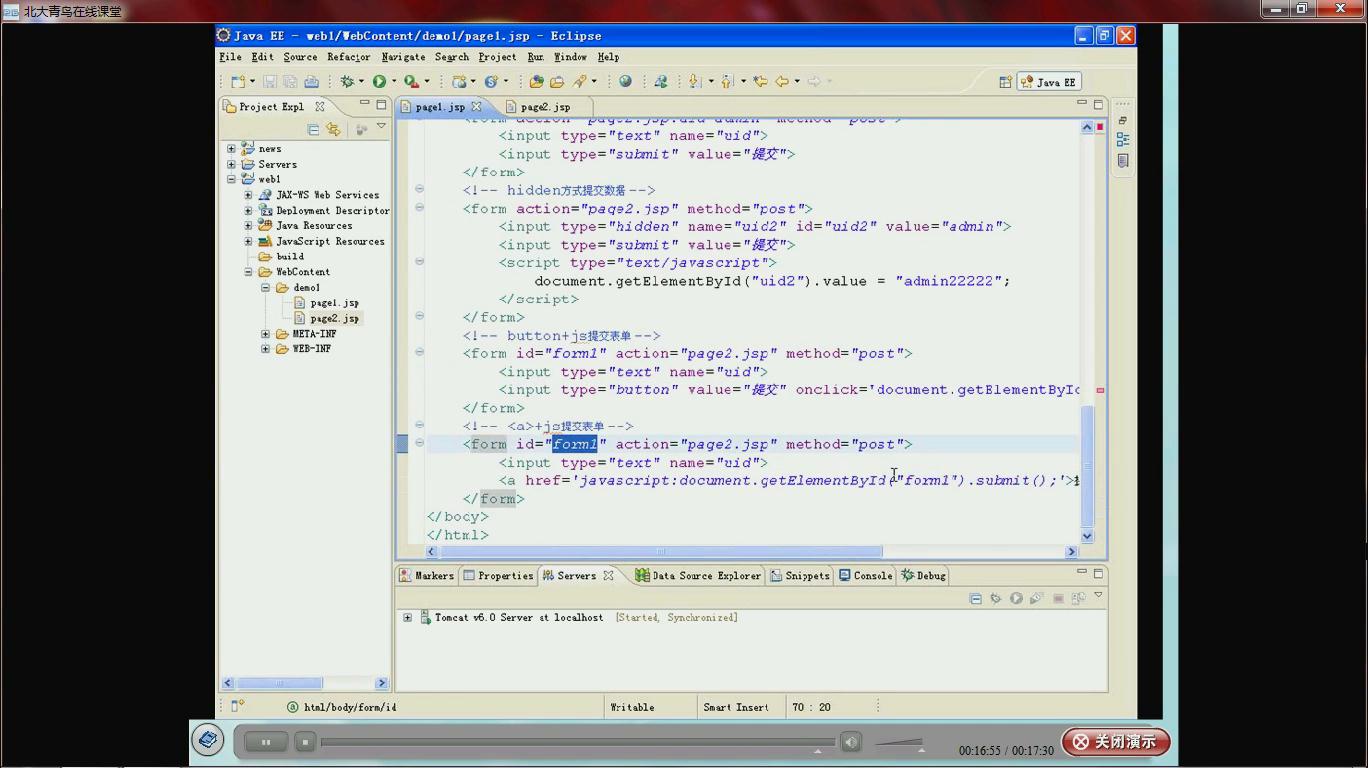 北大青鸟在线课堂
Java EE - web1/WebContent/demo1/page1.jsp - Eclipse
File Edit Source Refactor Navigate Search Project Run Window Help
Java EE
Project Expl
page1.jsp
page2.jsp
news
Servers
web1
JAX-WS Web Services
Deployment Descriptor
Java Resources
JavaScript Resources
build
WebContent
demo1
page1.jsp
page2.jsp
META-INF
WEB-INF
<input type="text" name="uid">
<input type="submit" value="提交">
</form>
<!-- hidden方式提交数据 -->
<form action="page2.jsp" method="post">
<input type="hidden" name="uid2" id="uid2" value="admin">
<input type="submit" value="提交">
<script type="text/javascript">
document.getElementById("uid2").value = "admin22222";
</script>
</form>
<!-- button+js提交表单 -->
<form id="form1" action="page2.jsp" method="post">
<input type="text" name="uid">
<input type="button" value="提交" onclick='document.getElementById
</form>
<!-- <a>+js提交表单 -->
<form id="form1" action="page2.jsp" method="post">
<input type="text" name="uid">
<a href='javascript:document.getElementById("form1").submit();'>
</form>
</body>
</html>
Markers Properties Servers Data Source Explorer Snippets Console Debug
Tomcat v6.0 Server at localhost [Started, Synchronized]
html/body/form/id
Writable
Smart Insert
70 : 20
00:16:55 / 00:17:30
关闭演示